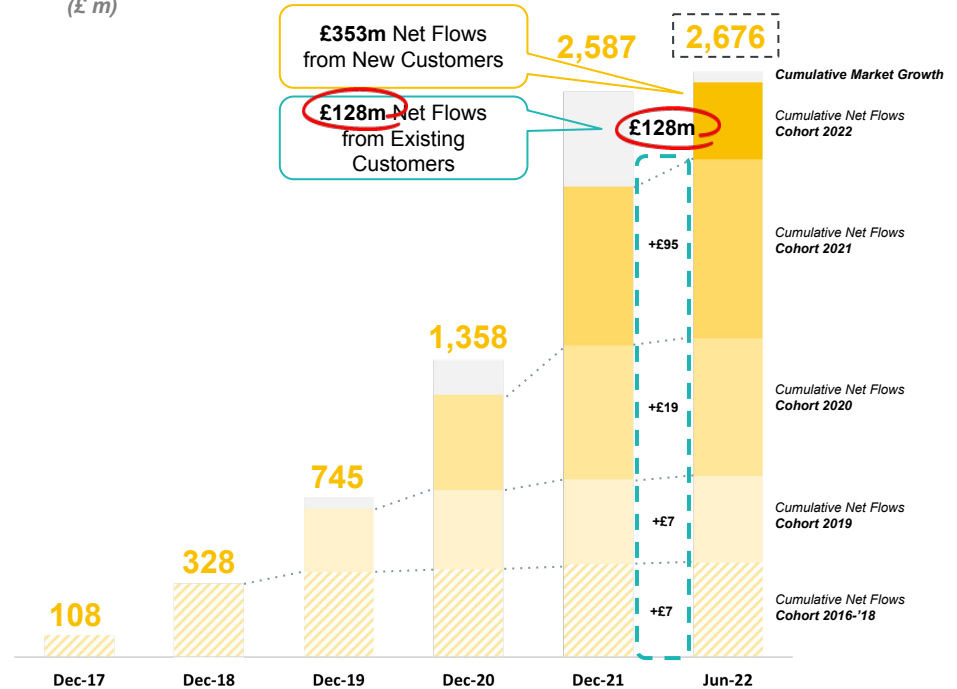 (£ m)
£353m Net Flows
from New Customers
£128m Net Flows
from Existing
Customers
2,587
2,676
£128m
Cumulative Market Growth
Cumulative Net Flows
Cohort 2022
+£95
Cumulative Net Flows
Cohort 2021
1,358
+£19
Cumulative Net Flows
Cohort 2020
745
+£7
Cumulative Net Flows
Cohort 2019
328
108
+£7
Cumulative Net Flows
Cohort 2016-'18
Dec-17
Dec-18
Dec-19
Dec-20
Dec-21
Jun-22